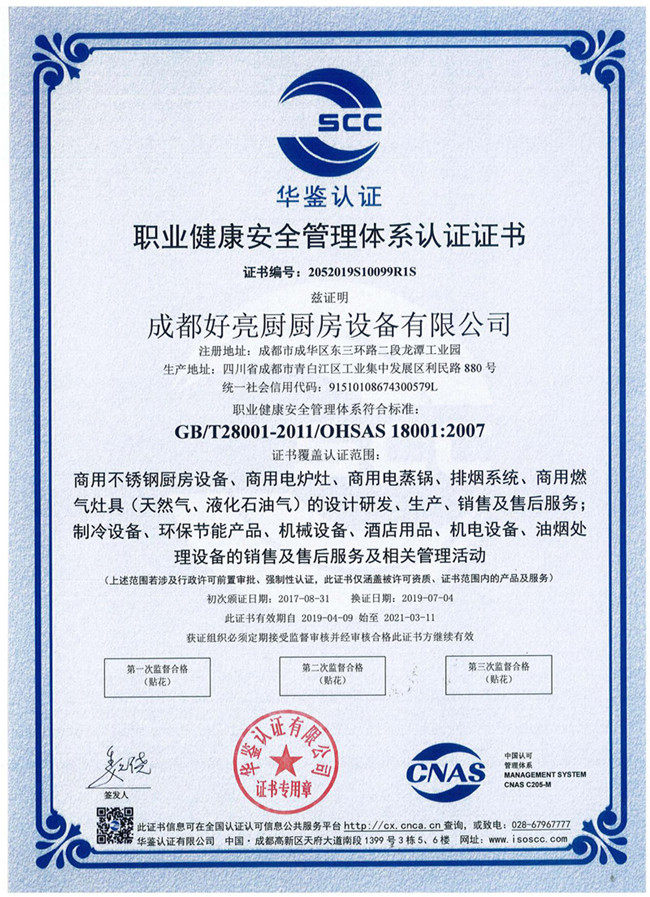 SCC
华鉴认证
职业健康安全管理体系认证证书
证书编号：2052019S10099R1S
兹证明
成都好亮厨厨房设备有限公司
注册地址：成都市成华区东三环路二段龙潭工业园
生产地址：四川省成都市青白江区工业集中发展区利民路 880 号
统一社会信用代码：91510108674300579L
职业健康安全管理体系符合标准：
GB/T28001-2011/OHSAS 18001:2007
证书覆盖认证范围：
商用不锈钢厨房设备、商用电炉灶、商用电蒸锅、排烟系统、商用燃
气灶具（天然气、液化石油气）的设计研发、生产、销售及售后服务；
制冷设备、环保节能产品、机械设备、酒店用品、机电设备、油烟处
理设备的销售及售后服务及相关管理活动
（上述范围若涉及行政许可前置审批、强制性认证，此证书仅涵盖被许可资质、证书范围内的产品及服务）
初次颁证日期：2017-08-31 换证日期：2019-07-04
此证书有效期自 2019-04-09 始至 2021-03-11
获证组织必须定期接受监督审核并经审核合格此证书方继续有效
第一次监督合格
（贴花）
第二次监督合格
（贴花）
第三次监督合格
（贴花）
签发人
华鉴认证有限公司
证书专用章
CNAS
中国认可
管理体系
MANAGEMENT SYSTEM
CNAS C205-M
此证书信息可在全国认证认可信息公共服务平台 http://cx.cnca.cn 查询，或致电：028-67967777
华鉴认证有限公司 中国·成都高新区天府大道南段 1399 号 3 栋 5、6 楼 网址：www.isoscc.com